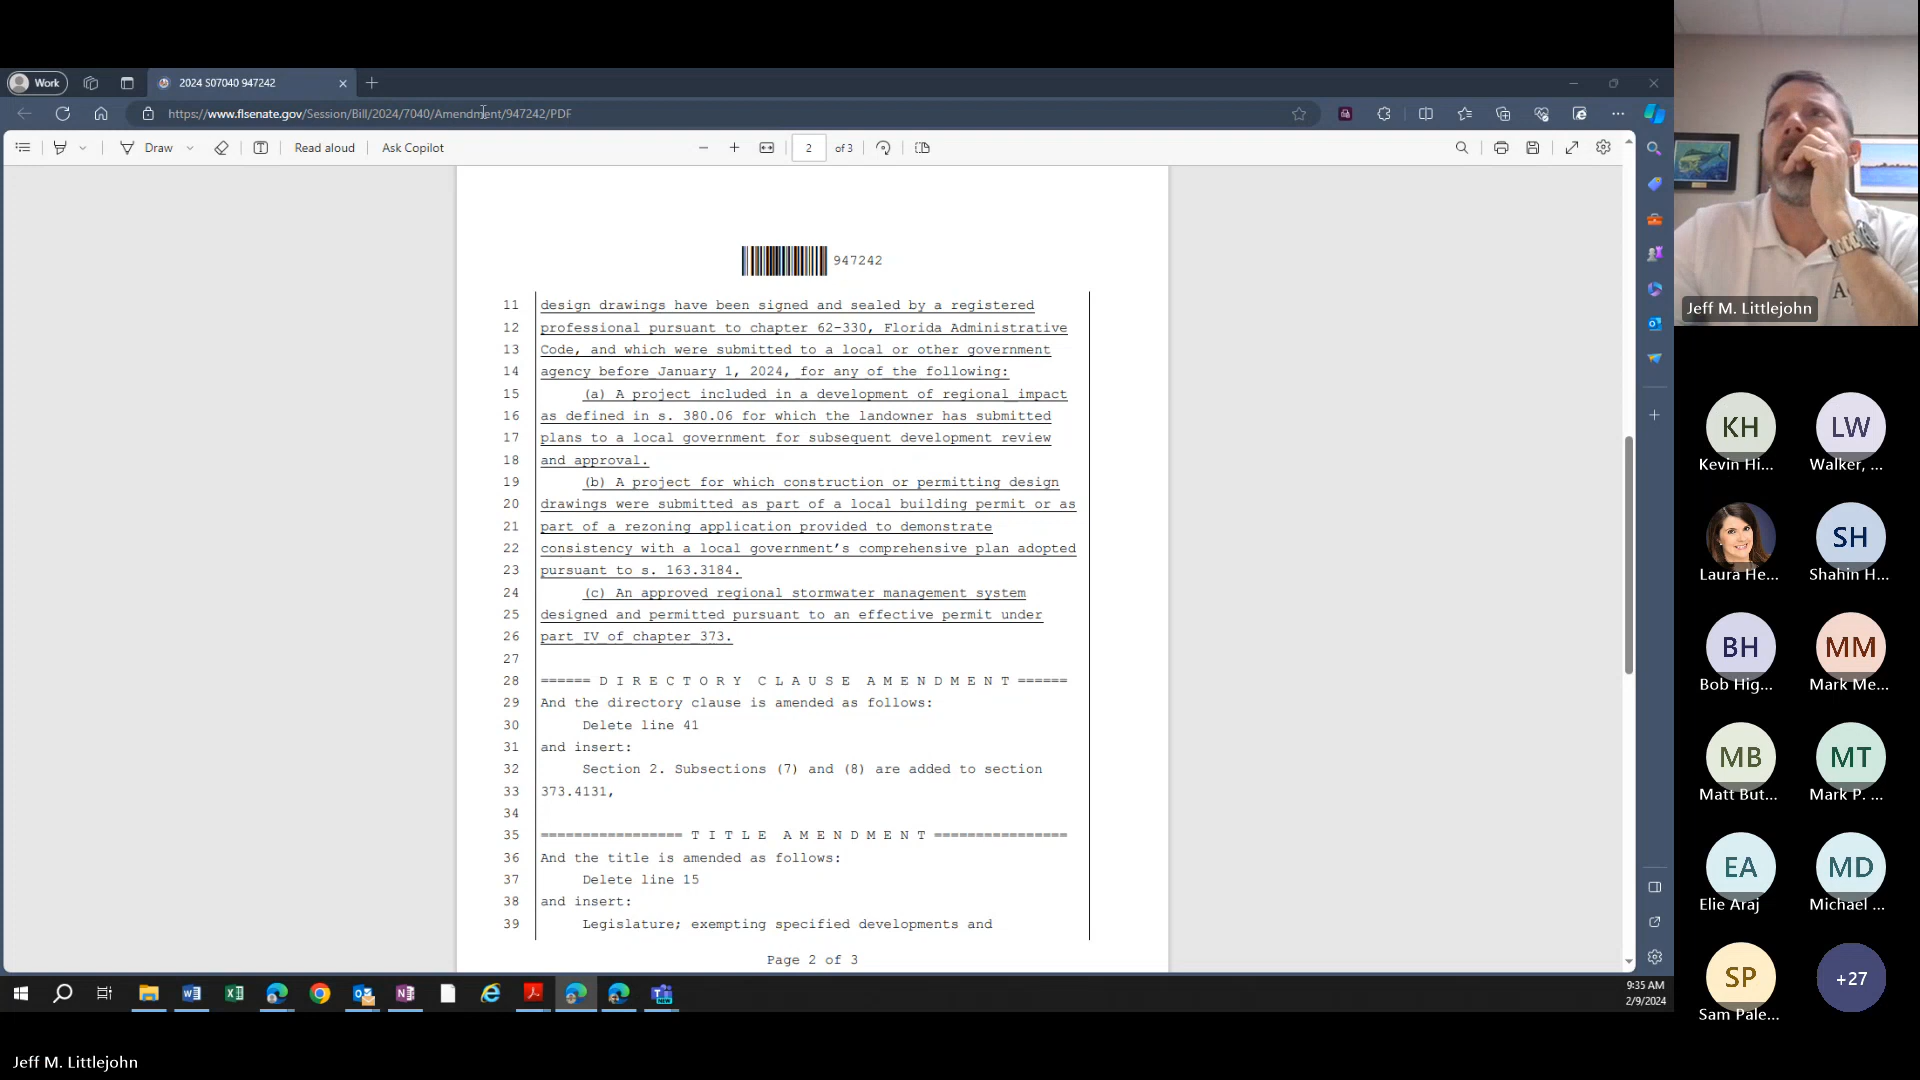 Work
2024 S07040 947242
https://www.flsenate.gov/Session/Bill/2024/7040/Amendment/947242/PDF
Draw
Read aloud
Ask Copilot
2
of 3
947242
11 design drawings have been signed and sealed by a registered
12 professional pursuant to chapter 62-330, Florida Administrative
13 Code, and which were submitted to a local or other government
14 agency before January 1, 2024, for any of the following:
15 (a) A project included in a development of regional impact
16 as defined in s. 380.06 for which the landowner has submitted
17 plans to a local government for subsequent development review
18 and approval.
19 (b) A project for which construction or permitting design
20 drawings were submitted as part of a local building permit or as
21 part of a rezoning application provided to demonstrate
22 consistency with a local government's comprehensive plan adopted
23 pursuant to s. 163.3184.
24 (c) An approved regional stormwater management system
25 designed and permitted pursuant to an effective permit under
26 part IV of chapter 373.
27
28 ====== D I R E C T O R Y  C L A U S E  A M E N D M E N T ======
29 And the directory clause is amended as follows:
30 Delete line 41
31 and insert:
32 Section 2. Subsections (7) and (8) are added to section
33 373.4131,
34
35 ================= T I T L E  A M E N D M E N T ================
36 And the title is amended as follows:
37 Delete line 15
38 and insert:
39 Legislature; exempting specified developments and
Page 2 of 3
9:35 AM
2/9/2024
Jeff M. Littlejohn
Jeff M. Littlejohn
KH
Kevin Hi...
LW
Walker, ...
Laura He...
SH
Shahin H...
BH
Bob Hig...
MM
Mark Me...
MB
Matt But...
MT
Mark P. ...
EA
Elie Araj
MD
Michael ...
SP
Sam Pale...
+27